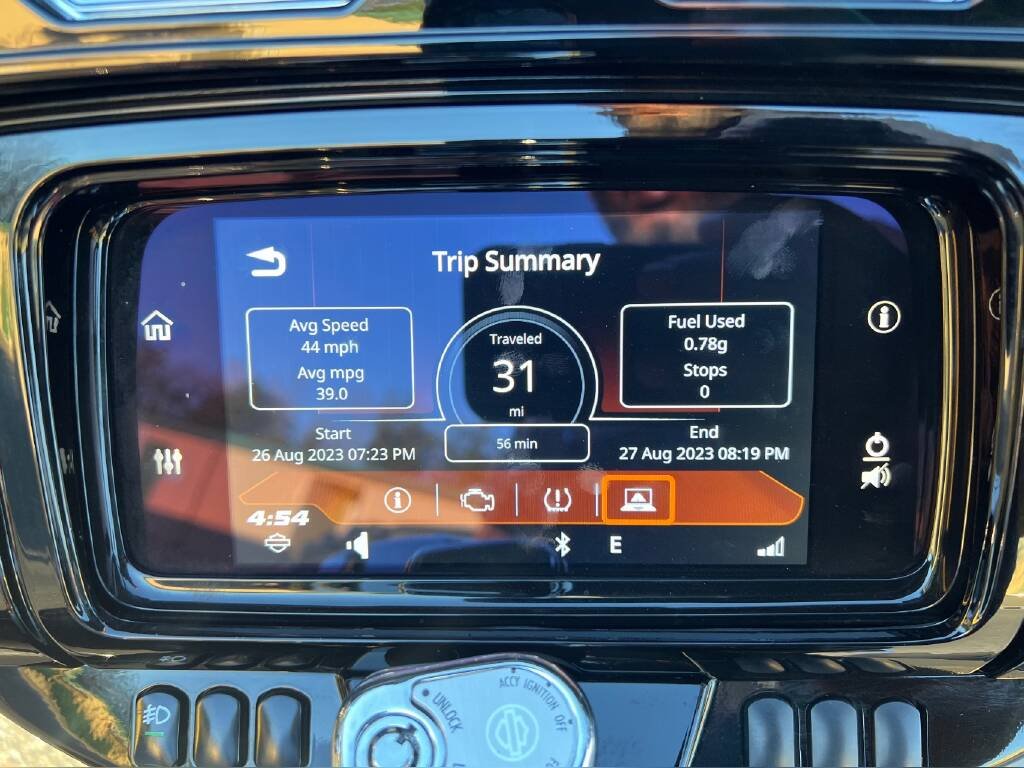 Trip Summary
Avg Speed
44 mph
Avg mpg
39.0
Traveled
31
mi
56 min
Fuel Used
0.78g
Stops
0
Start
26 Aug 2023 07:23 PM
End
27 Aug 2023 08:19 PM
4:54
E
ACCY IGNITION OFF
UNLOCK